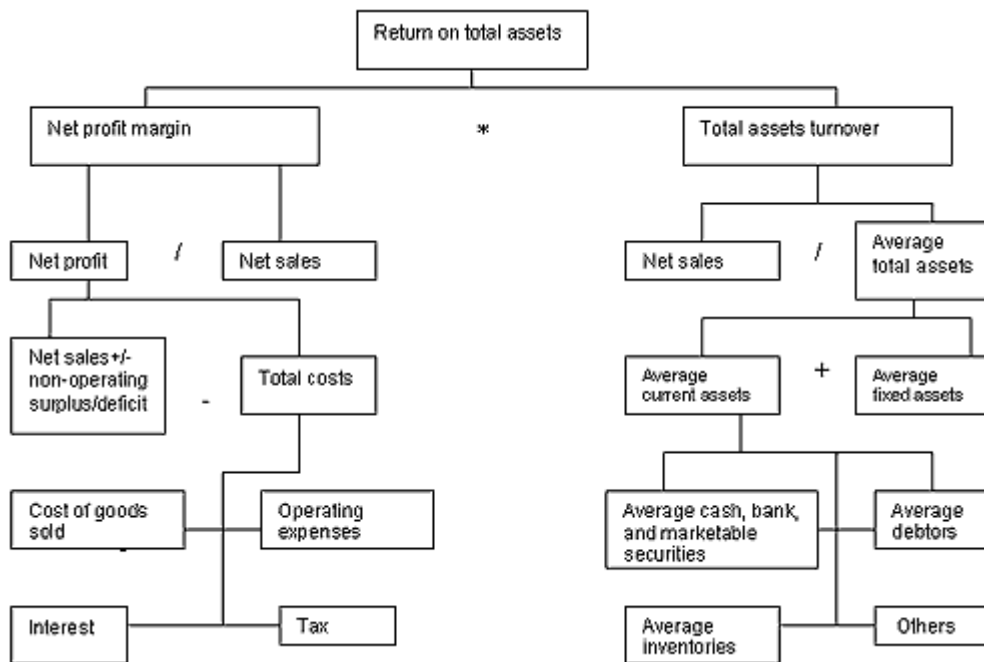 Return on total assets
Net profit margin
*
Total assets turnover
Net profit
/
Net sales
Net sales
/
Average
total assets
Net sales+/-
non-operating
surplus/deficit
-
Total costs
Average
current assets
+
Average
fixed assets
Cost of goods
sold
Operating
expenses
Average cash, bank,
and marketable
securities
Average
debtors
Interest
Tax
Average
inventories
Others